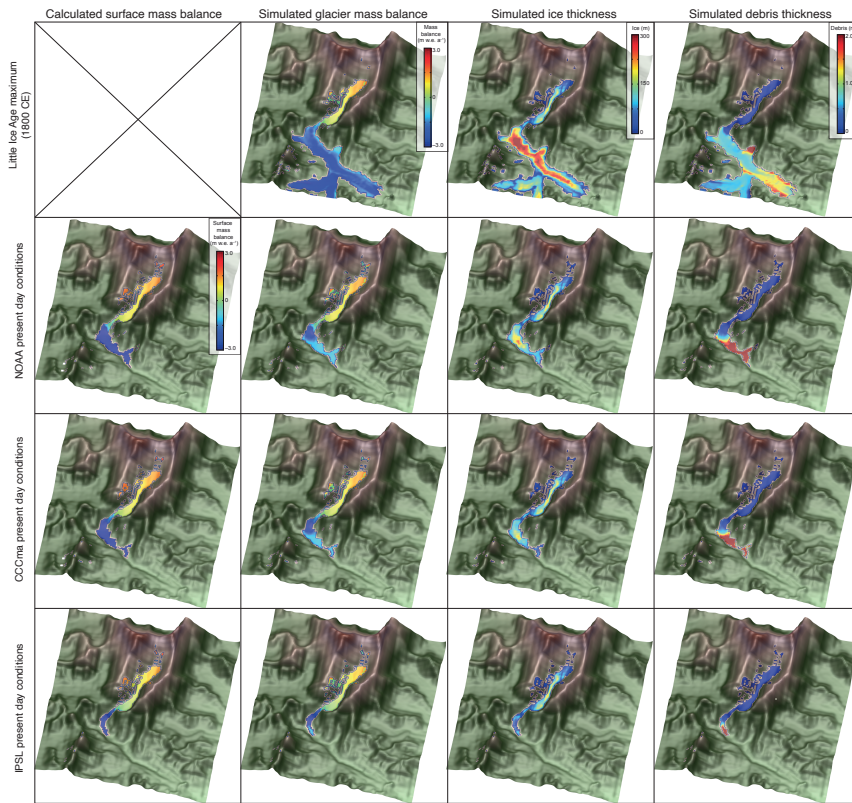 Calculated surface mass balance
Simulated glacier mass balance
Simulated ice thickness
Simulated debris thickness
Little Ice Age maximum
(1800 CE)
Mass
balance
(m w.e. a⁻¹)
3.0
0
−3.0
Ice (m)
300
150
0
Debris (m
2.0
1.0
0
NOAA present day conditions
Surface
mass
balance
(m w.e. a⁻¹)
3.0
0
−3.0
CCCma present day conditions
IPSL present day conditions